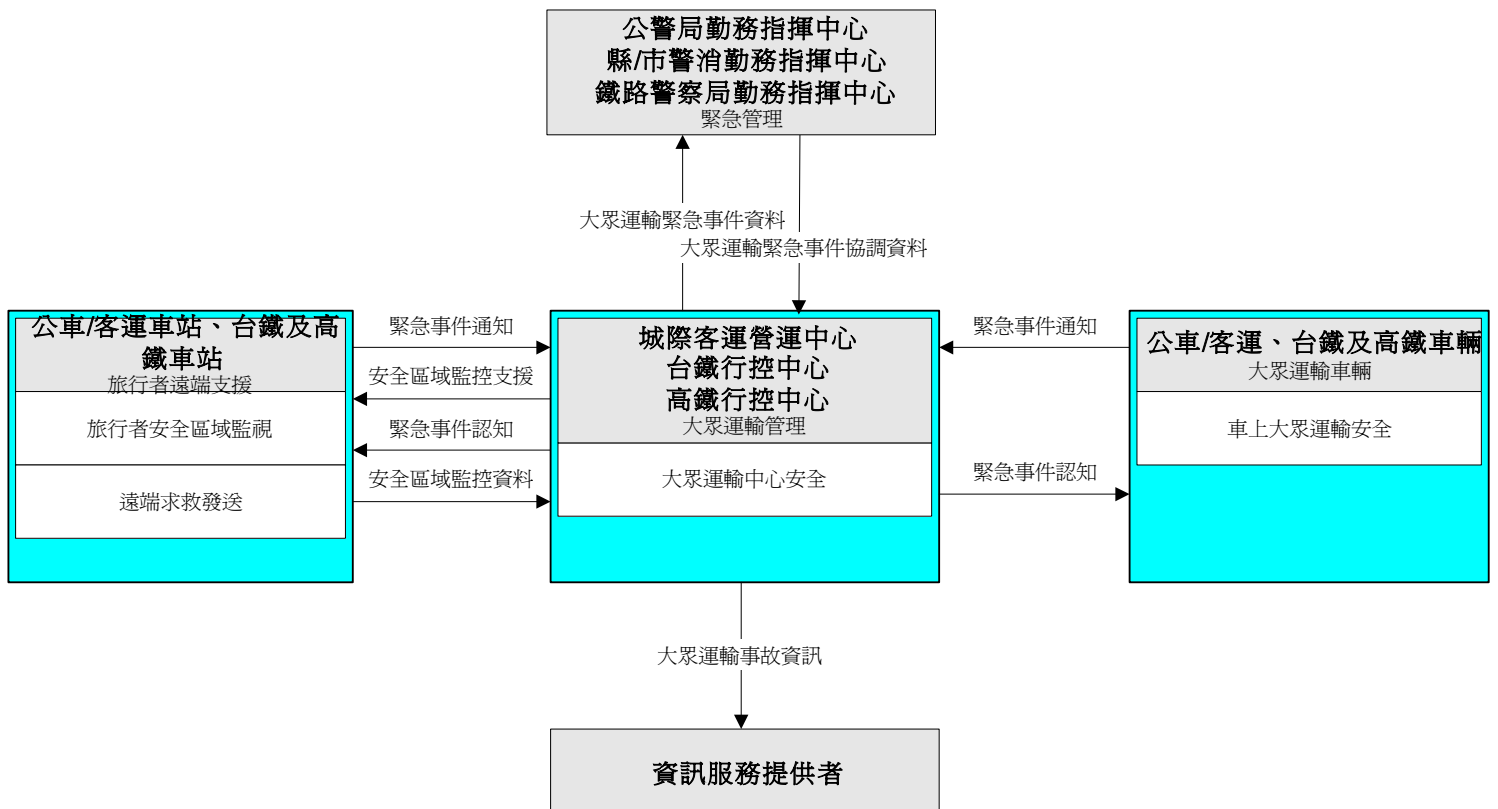 公警局勤務指揮中心
縣/市警消勤務指揮中心
鐵路警察局勤務指揮中心
緊急管理
大眾運輸緊急事件資料
大眾運輸緊急事件協調資料
公車/客運車站、台鐵及高
鐵車站
旅行者遠端支援
旅行者安全區域監視
遠端求救發送
緊急事件通知
安全區域監控支援
緊急事件認知
安全區域監控資料
城際客運營運中心
台鐵行控中心
高鐵行控中心
大眾運輸管理
大眾運輸中心安全
緊急事件通知
緊急事件認知
公車/客運、台鐵及高鐵車輛
大眾運輸車輛
車上大眾運輸安全
大眾運輸事故資訊
資訊服務提供者